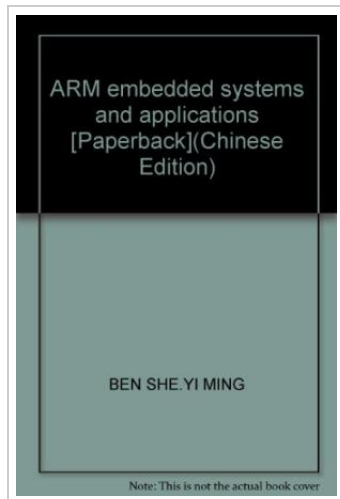 ARM embedded systems
and applications
[Paperback](Chinese
Edition)
BEN SHE.YI MING
Note: This is not the actual book cover